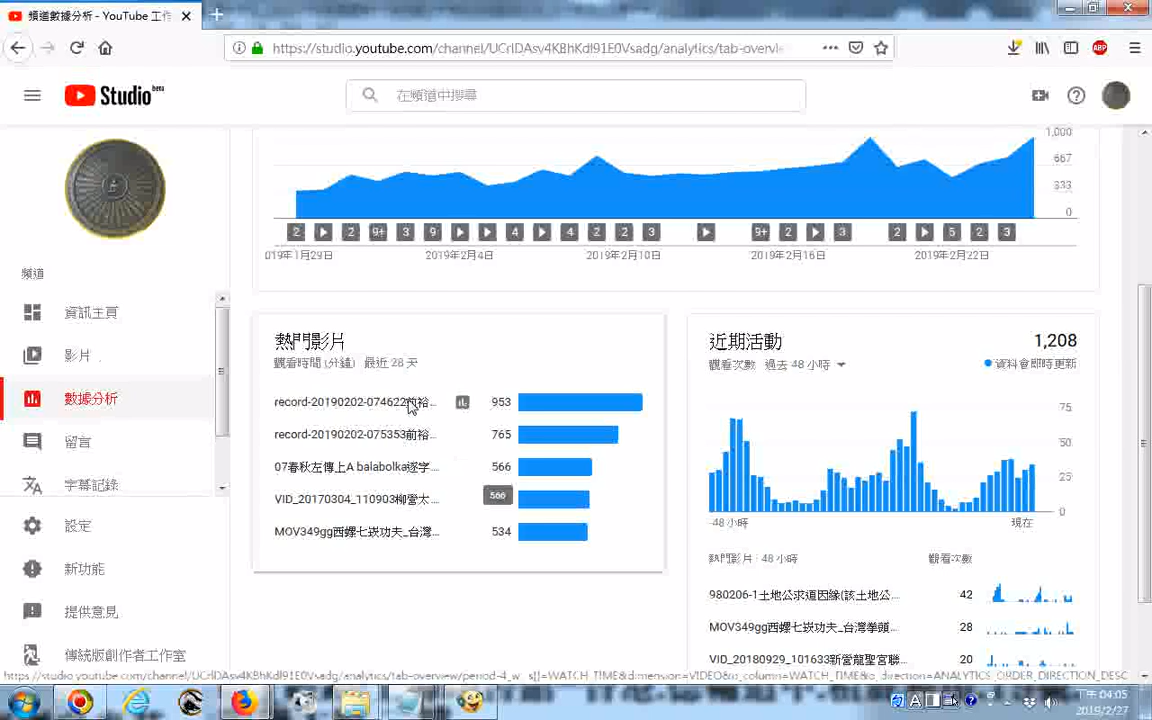 頻道數據分析 - YouTube 工作
https://studio.youtube.com/channel/UCrIDAsv4KBhKdI91E0Vsadg/analytics/tab-overvi
ABP
Studio beta
在頻道中搜尋
1,000
667
333
0
2 2 9+ 3 9 4 4 2 2 3 9+ 2 3 2 5 2 3
019年1月29日 2019年2月4日 2019年2月10日 2019年2月16日 2019年2月22日
頻道
資訊主頁
影片
數據分析
留言
字幕記錄
設定
新功能
提供意見
傳統版創作者工作室
熱門影片
觀看時間 (分鐘) 最近 28 天
record-20190202-074622前裕... 953
record-20190202-075353前裕... 765
07春秋左傳上A balabolka逐字... 566
VID_20170304_110903柳營太... 560
MOV349gg西螺七崁功夫_台灣... 534
近期活動 1,208
觀看次數 過去 48 小時 資料會即時更新
75
50
25
0
-48 小時 現在
熱門影片 · 48 小時 觀看次數
980206-1土地公求道因緣(該土地公... 42
MOV349gg西螺七崁功夫_台灣拳頭... 28
VID_20180929_101633新營龍聖宮聯... 20
下午 04:05
2019/2/27